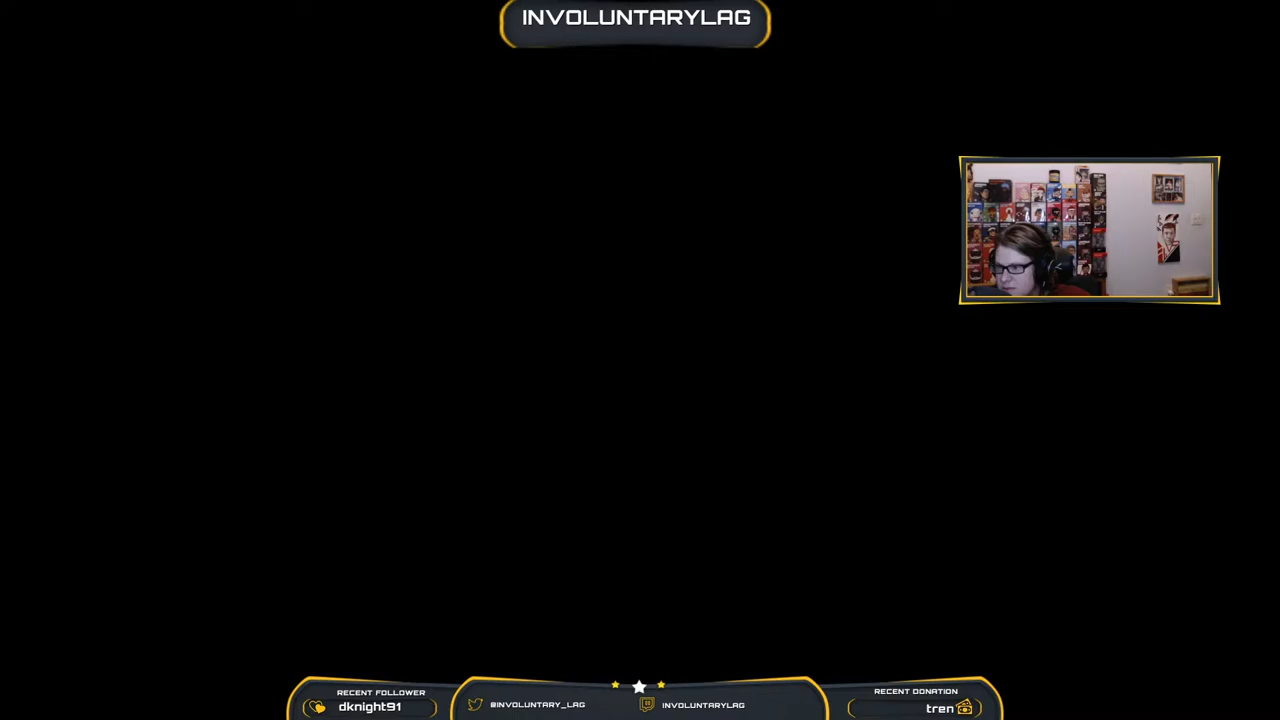 INVOLUNTARYLAG
RECENT FOLLOWER
dknight91
@INVOLUNTARY_LAG
INVOLUNTARYLAG
RECENT DONATION
tren